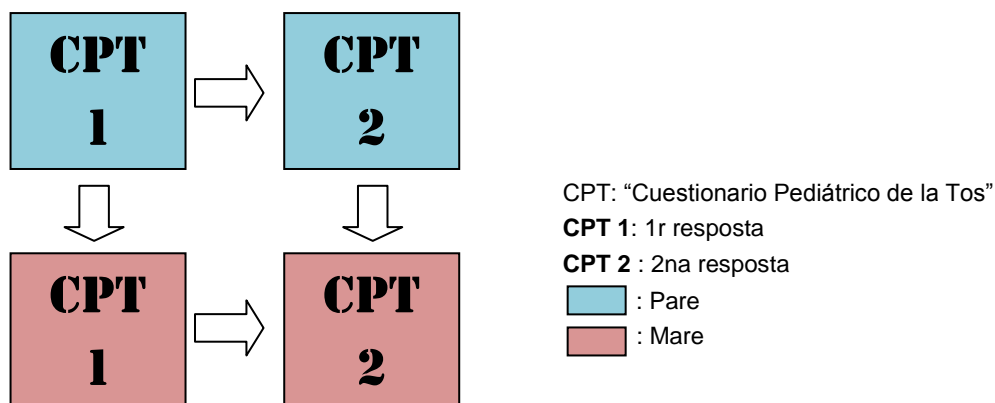 CPT
1
CPT
2
CPT
1
CPT
2
CPT: “Cuestionario Pediátrico de la Tos”
CPT 1: 1r resposta
CPT 2 : 2na resposta
: Pare
: Mare